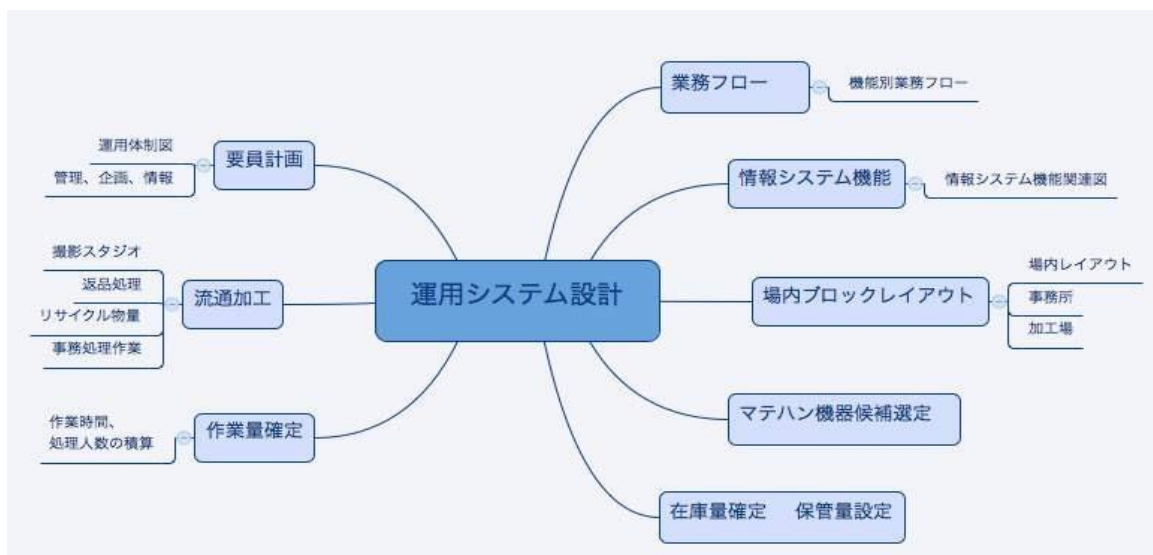 運用システム設計
業務フロー
機能別業務フロー
情報システム機能
情報システム機能関連図
場内ブロックレイアウト
場内レイアウト
事務所
加工場
マテハン機器候補選定
在庫量確定 保管量設定
要員計画
運用体制図
管理、企画、情報
流通加工
撮影スタジオ
返品処理
リサイクル物量
事務処理作業
作業量確定
作業時間、
処理人数の積算